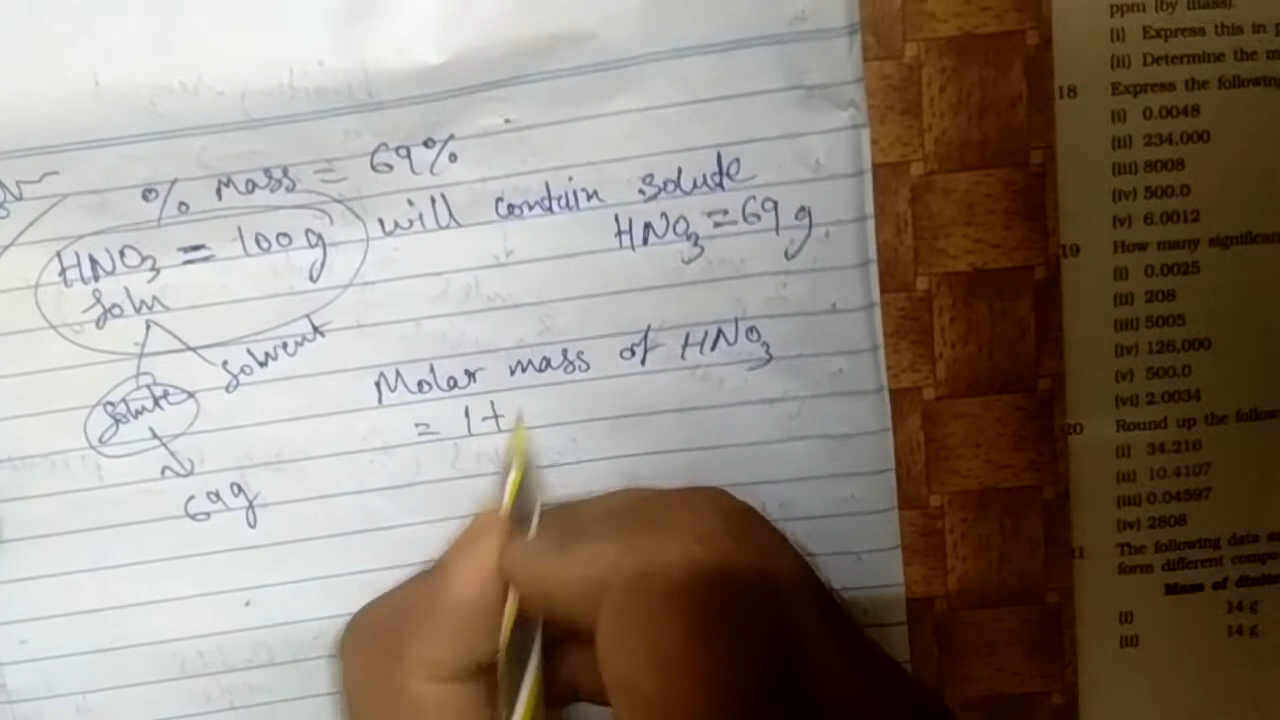 % Mass = 69%
HNO3 = 100g will contain solute
Soln
HNO3 = 69 g
Solute
Solvent
69g
Molar mass of HNO3
= 1+
ppm (by mass).
(i) Express this in
(ii) Determine the
18 Express the following
(i) 0.0048
(ii) 234,000
(iii) 8008
(iv) 500.0
(v) 6.0012
19 How many
(i) 0.0025
(ii) 208
(iii) 5005
(iv) 126,000
(v) 500.0
(vi) 2.0034
20 Round up the
(i) 34.216
(ii) 10.4107
(iii) 0.04597
(iv) 2808
The following data
form different
Mass of
(i) 14 g
(ii) 14 g